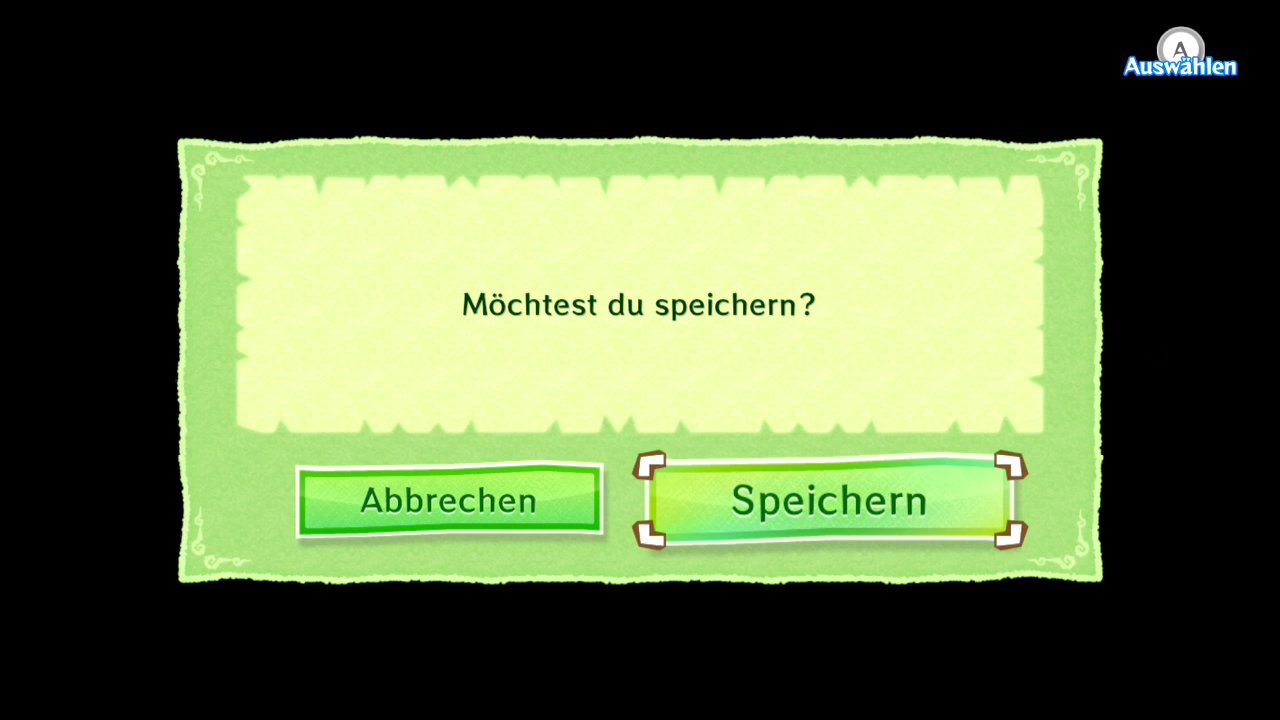 A
Auswählen
Möchtest du speichern?
Abbrechen
Speichern